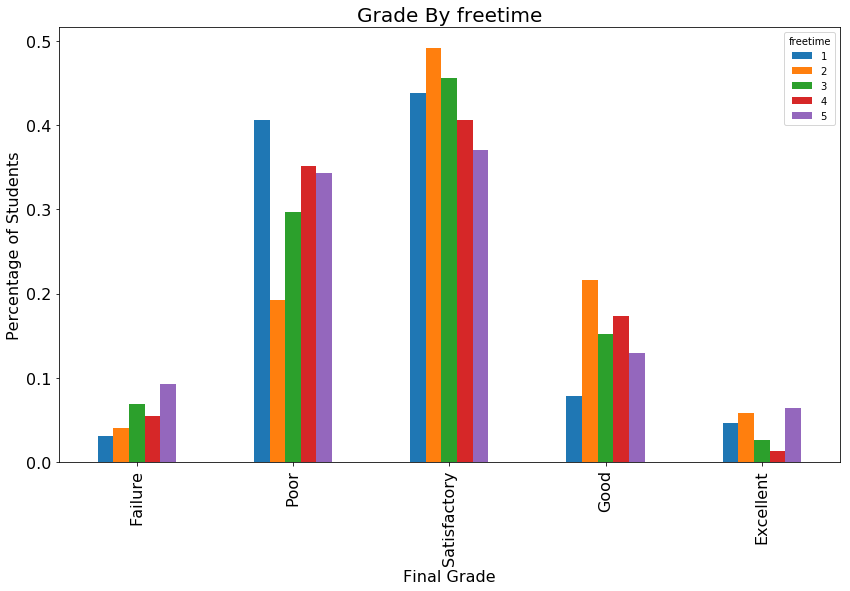 Grade By freetime
freetime
1
2
3
4
5
Percentage of Students
0.5
0.4
0.3
0.2
0.1
0.0
Failure
Poor
Satisfactory
Good
Excellent
Final Grade